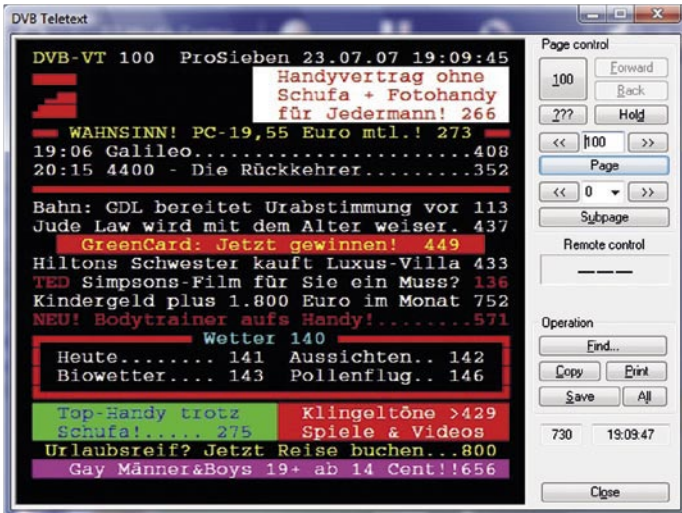 DVB Teletext
DVB-VT 100 ProSieben 23.07.07 19:09:45
Handyvertrag ohne
Schufa + Fotohandy
für Jedermann! 266
WAHNSINN! PC-19,55 Euro mtl.! 273
19:06 Galileo..........................408
20:15 4400 - Die Rückkehrer.........352
Bahn: GDL bereitet Urabstimmung vor 113
Jude Law wird mit dem Alter weiser. 437
GreenCard: Jetzt gewinnen! 449
Hiltons Schwester kauft Luxus-Villa 433
TED Simpsons-Film für Sie ein Muss? 136
Kindergeld plus 1.800 Euro im Monat 752
NEU! Bodytrainer aufs Handy!........571
Wetter 140
Heute........ 141 Aussichten.. 142
Biowetter.... 143 Pollenflug.. 146
Top-Handy trotz Klingeltöne >429
Schufa!..... 275 Spiele & Videos
Urlaubsreif? Jetzt Reise buchen...800
Gay Männer&Boys 19+ ab 14 Cent!!656
Page control
100 Forward
Back
??? Hold
<< 100 >>
Page
<< 0 >>
Subpage
Remote control
---
Operation
Find...
Copy Print
Save All
730 19:09:47
Close